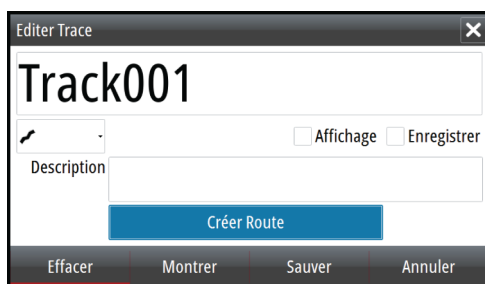 Editer Trace
Track001
Affichage Enregistrer
Description
Créer Route
Effacer Montrer Sauver Annuler